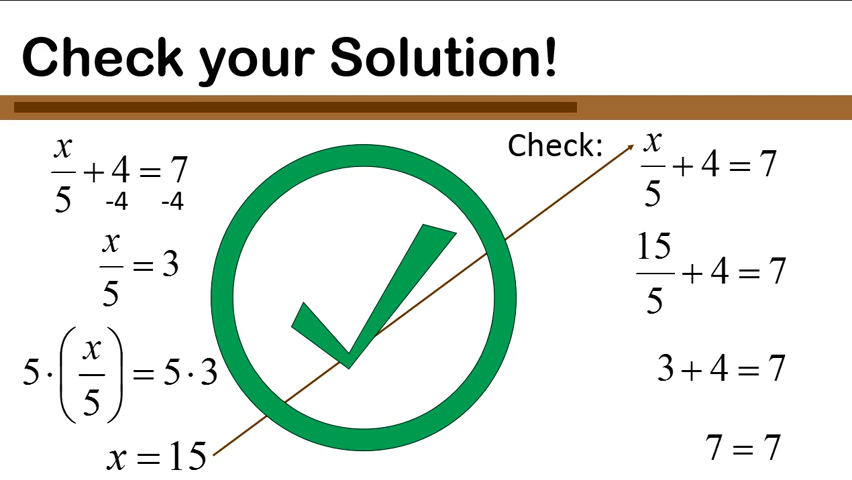 Check your Solution!
x/5 + 4 = 7
-4 -4
x/5 = 3
5·(x/5) = 5·3
x = 15
Check: x/5 + 4 = 7
15/5 + 4 = 7
3 + 4 = 7
7 = 7